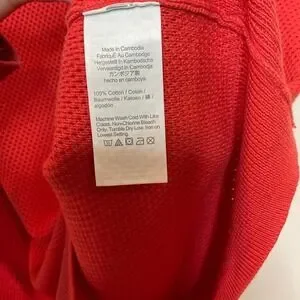 Made in Cambodia
Fabriqué Au Cambodge
Hergestellt in Kambodscha
Vervaardigd in Cambodja
カンボジア製
hecho en camboya
100% Cotton / Coton /
Baumwolle / Katoen / 綿 /
algodón
Machine Wash/Cold With Like
Colors. Non-Chlorine Bleach
Only. Tumble Dry Low. Iron on
Lowest Setting.